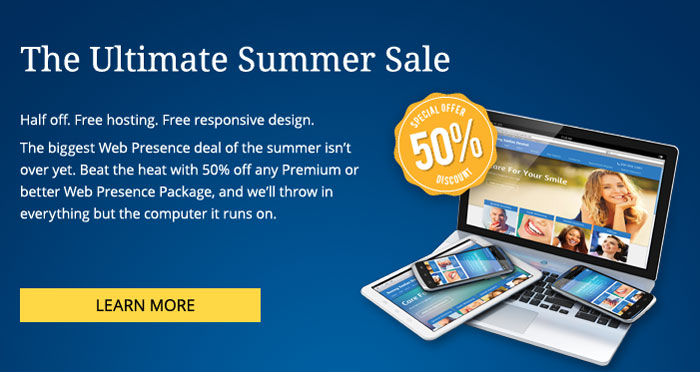 The Ultimate Summer Sale
Half off. Free hosting. Free responsive design.
The biggest Web Presence deal of the summer isn't
over yet. Beat the heat with 50% off any Premium or
better Web Presence Package, and we'll throw in
everything but the computer it runs on.
LEARN MORE
SPECIAL OFFER
50%
DISCOUNT
Care For Your Smile